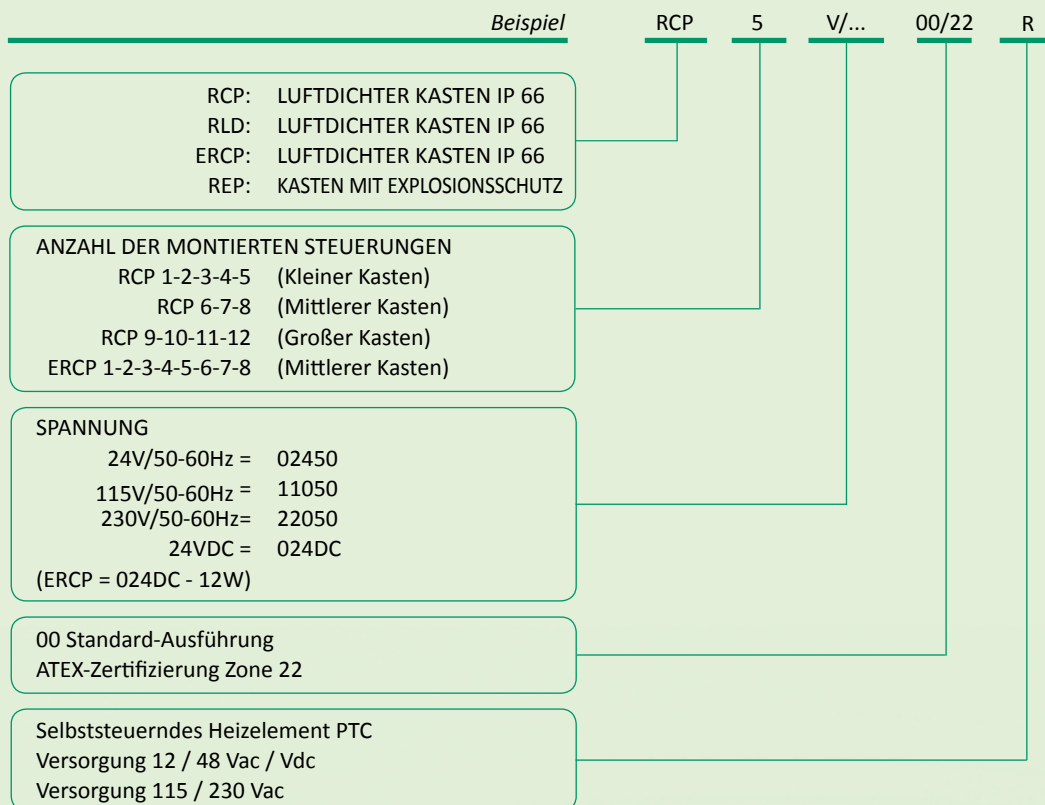 Beispiel RCP 5 V/... 00/22 R
RCP: LUFTDICHTER KASTEN IP 66
RLD: LUFTDICHTER KASTEN IP 66
ERCP: LUFTDICHTER KASTEN IP 66
REP: KASTEN MIT EXPLOSIONSSCHUTZ
ANZAHL DER MONTIERTEN STEUERUNGEN
RCP 1-2-3-4-5 (Kleiner Kasten)
RCP 6-7-8 (Mittlerer Kasten)
RCP 9-10-11-12 (Großer Kasten)
ERCP 1-2-3-4-5-6-7-8 (Mittlerer Kasten)
SPANNUNG
24V/50-60Hz = 02450
115V/50-60Hz = 11050
230V/50-60Hz= 22050
24VDC = 024DC
(ERCP = 024DC - 12W)
00 Standard-Ausführung
ATEX-Zertifizierung Zone 22
Selbststeuerndes Heizelement PTC
Versorgung 12 / 48 Vac / Vdc
Versorgung 115 / 230 Vac